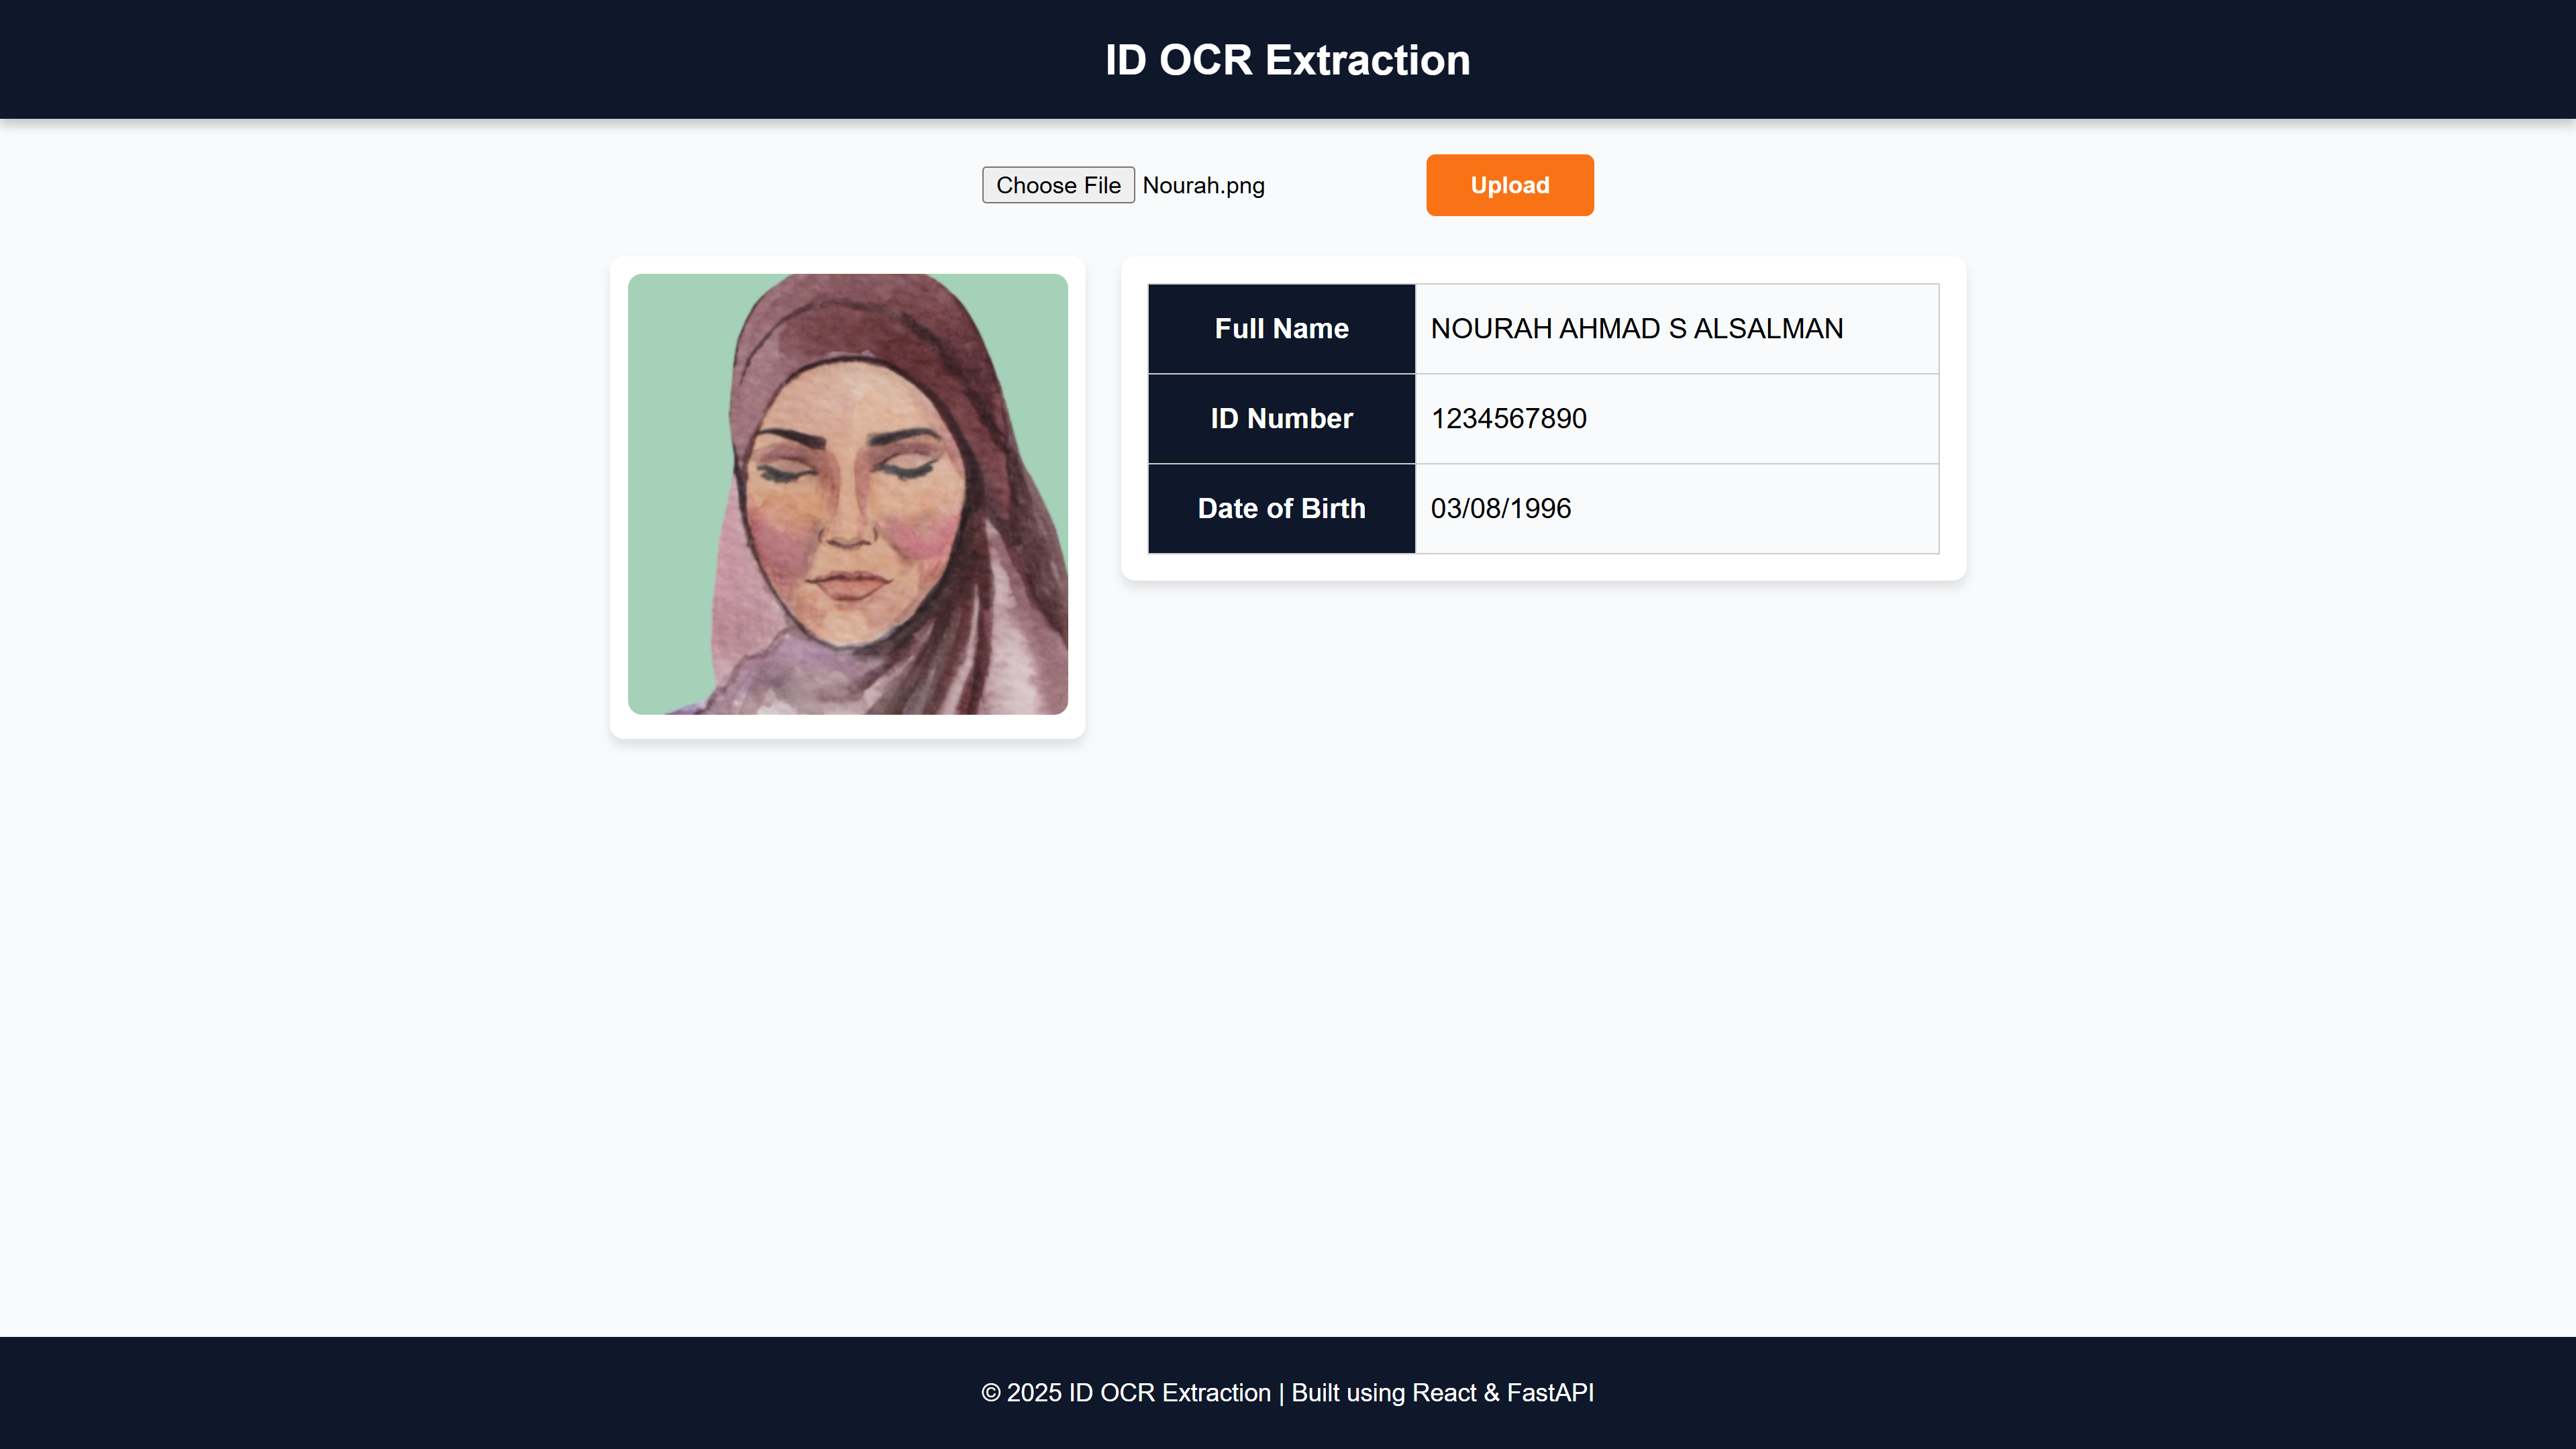 ID OCR Extraction
Choose File Nourah.png Upload
Full Name NOURAH AHMAD S ALSALMAN
ID Number 1234567890
Date of Birth 03/08/1996
© 2025 ID OCR Extraction | Built using React & FastAPI